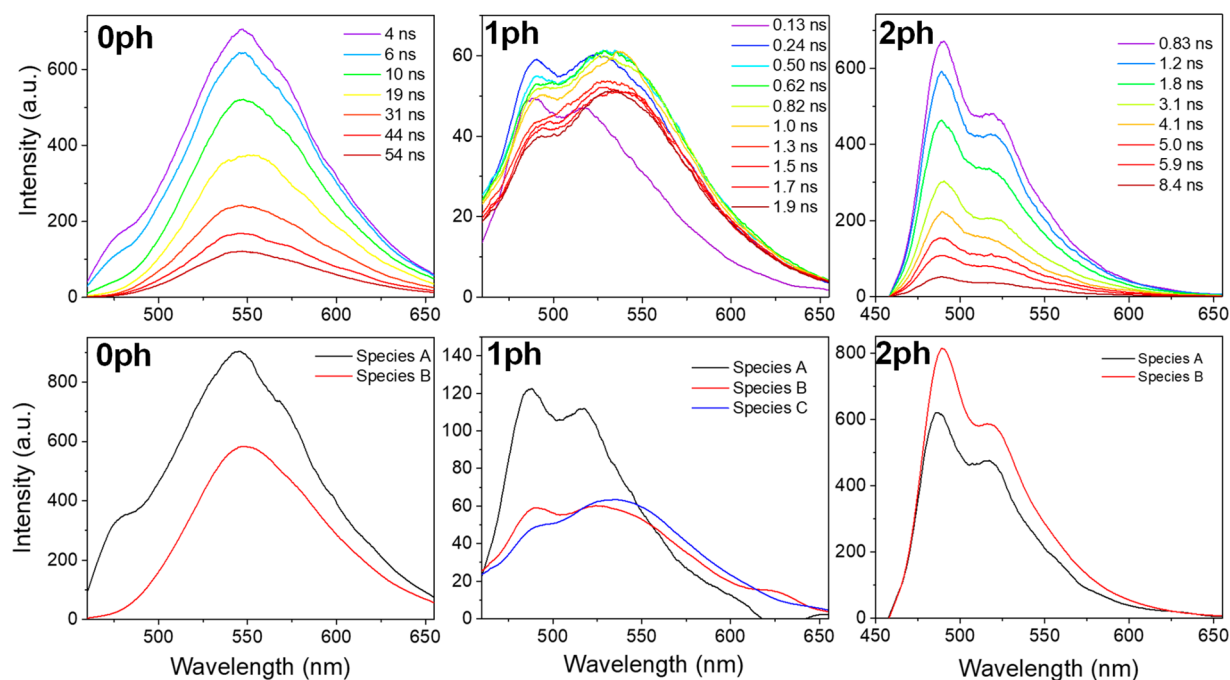 0ph
4 ns
6 ns
10 ns
19 ns
31 ns
44 ns
54 ns
Intensity (a.u.)
600
400
200
0
500 550 600 650
1ph
0.13 ns
0.24 ns
0.50 ns
0.62 ns
0.82 ns
1.0 ns
1.3 ns
1.5 ns
1.7 ns
1.9 ns
60
40
20
0
500 550 600 650
2ph
0.83 ns
1.2 ns
1.8 ns
3.1 ns
4.1 ns
5.0 ns
5.9 ns
8.4 ns
700
600
500
400
300
200
100
0
450 500 550 600 650
0ph
Species A
Species B
Intensity (a.u.)
800
600
400
200
0
500 550 600 650
Wavelength (nm)
1ph
Species A
Species B
Species C
140
120
100
80
60
40
20
0
500 550 600 650
Wavelength (nm)
2ph
Species A
Species B
800
600
400
200
0
450 500 550 600 650
Wavelength (nm)